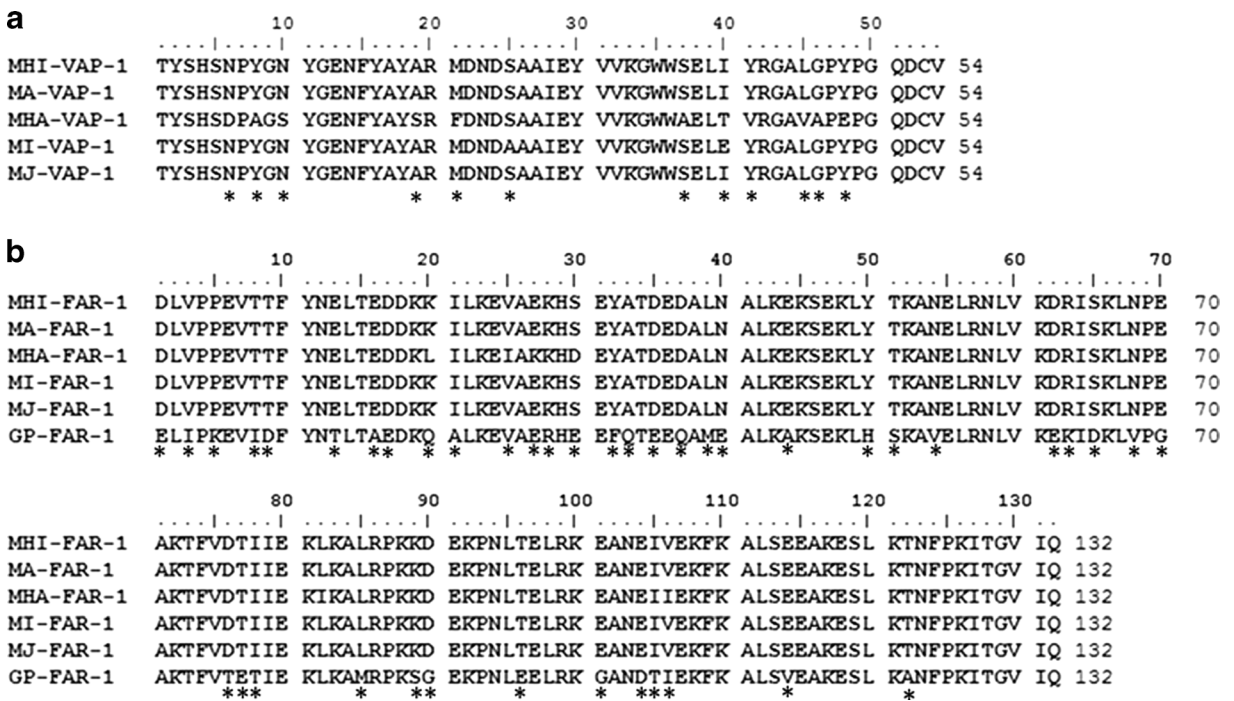 a
10 20 30 40 50
....|....| ....|....| ....|....| ....|....| ....|....| ....
MHI-VAP-1 TYSHSNPYGN YGENFYAYAR MDNDSAAIEY VVKGWWSELI YRGALGPYPG QDCV 54
MA-VAP-1 TYSHSNPYGN YGENFYAYAR MDNDSAAIEY VVKGWWSELI YRGALGPYPG QDCV 54
MHA-VAP-1 TYSHSDPAGS YGENFYAYSR FDNDSAAIEY VVKGWWAELT VRGAVAPEPG QDCV 54
MI-VAP-1 TYSHSNPYGN YGENFYAYAR MDNDSAAIEY VVKGWWSELE YRGALGPYPG QDCV 54
MJ-VAP-1 TYSHSNPYGN YGENFYAYAR MDNDSAAIEY VVKGWWSELI YRGALGPYPG QDCV 54
* * * * * * * * * ** *
b
10 20 30 40 50 60 70
....|....| ....|....| ....|....| ....|....| ....|....| ....|....| ....|....|
MHI-FAR-1 DLVPPEVTTF YNELTEDDKK ILKEVAEKHS EYATDEDALN ALKEKSEKLY TKANELRNLV KDRISKLNPE 70
MA-FAR-1 DLVPPEVTTF YNELTEDDKK ILKEVAEKHS EYATDEDALN ALKEKSEKLY TKANELRNLV KDRISKLNPE 70
MHA-FAR-1 DLVPPEVTTF YNELTEDDKL ILKEIAKKHD EYATDEDALN ALKEKSEKLY TKANELRNLV KDRISKLNPE 70
MI-FAR-1 DLVPPEVTTF YNELTEDDKK ILKEVAEKHS EYATDEDALN ALKEKSEKLY TKANELRNLV KDRISKLNPE 70
MJ-FAR-1 DLVPPEVTTF YNELTEDDKK ILKEVAEKHS EYATDEDALN ALKEKSEKLY TKANELRNLV KDRISKLNPE 70
GP-FAR-1 ELIPKEVIDF YNTLTAEDKQ ALKEVAERHE EFQTEEQAME ALKAKSEKLH SKAVELRNLV KEKIDKLVPG 70
* * * ** * ** * * * ** * ** * * ** * * * * ** * * *
80 90 100 110 120 130
....|....| ....|....| ....|....| ....|....| ....|....| ....|....| ..
MHI-FAR-1 AKTFVDTIIE KLKALRPKKD EKPNLTELRK EANEIVEKFK ALSEEAKESL KTNFPKITGV IQ 132
MA-FAR-1 AKTFVDTIIE KLKALRPKKD EKPNLTELRK EANEIVEKFK ALSEEAKESL KTNFPKITGV IQ 132
MHA-FAR-1 AKTFVDTIIE KIKALRPKKD EKPNLTELRK EANEIIEKFK ALSEEAKESL KTNFPKITGV IQ 132
MI-FAR-1 AKTFVDTIIE KLKALRPKKD EKPNLTELRK EANEIVEKFK ALSEEAKESL KTNFPKITGV IQ 132
MJ-FAR-1 AKTFVDTIIE KLKALRPKKD EKPNLTELRK EANEIVEKFK ALSEEAKESL KTNFPKITGV IQ 132
GP-FAR-1 AKTFVTETIE KLKAMRPKSG EKPNLEELRK GANDTIEKFK ALSVEAKESL KANFPKITGV IQ 132
*** * ** * * *** * *